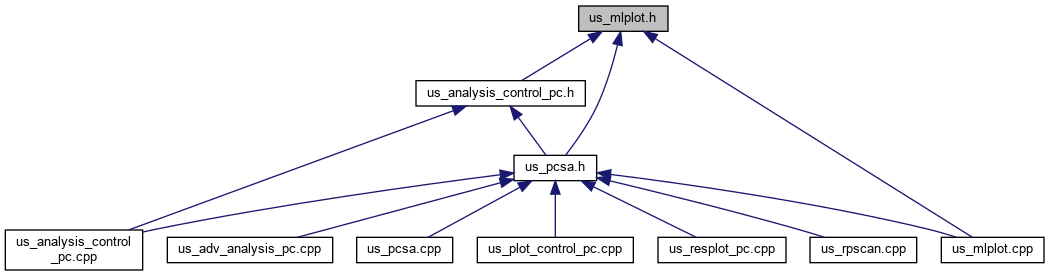 us_mlplot.h
us_analysis_control_pc.h
us_pcsa.h
us_analysis_control
_pc.cpp
us_adv_analysis_pc.cpp
us_pcsa.cpp
us_plot_control_pc.cpp
us_resplot_pc.cpp
us_rpscan.cpp
us_mlplot.cpp